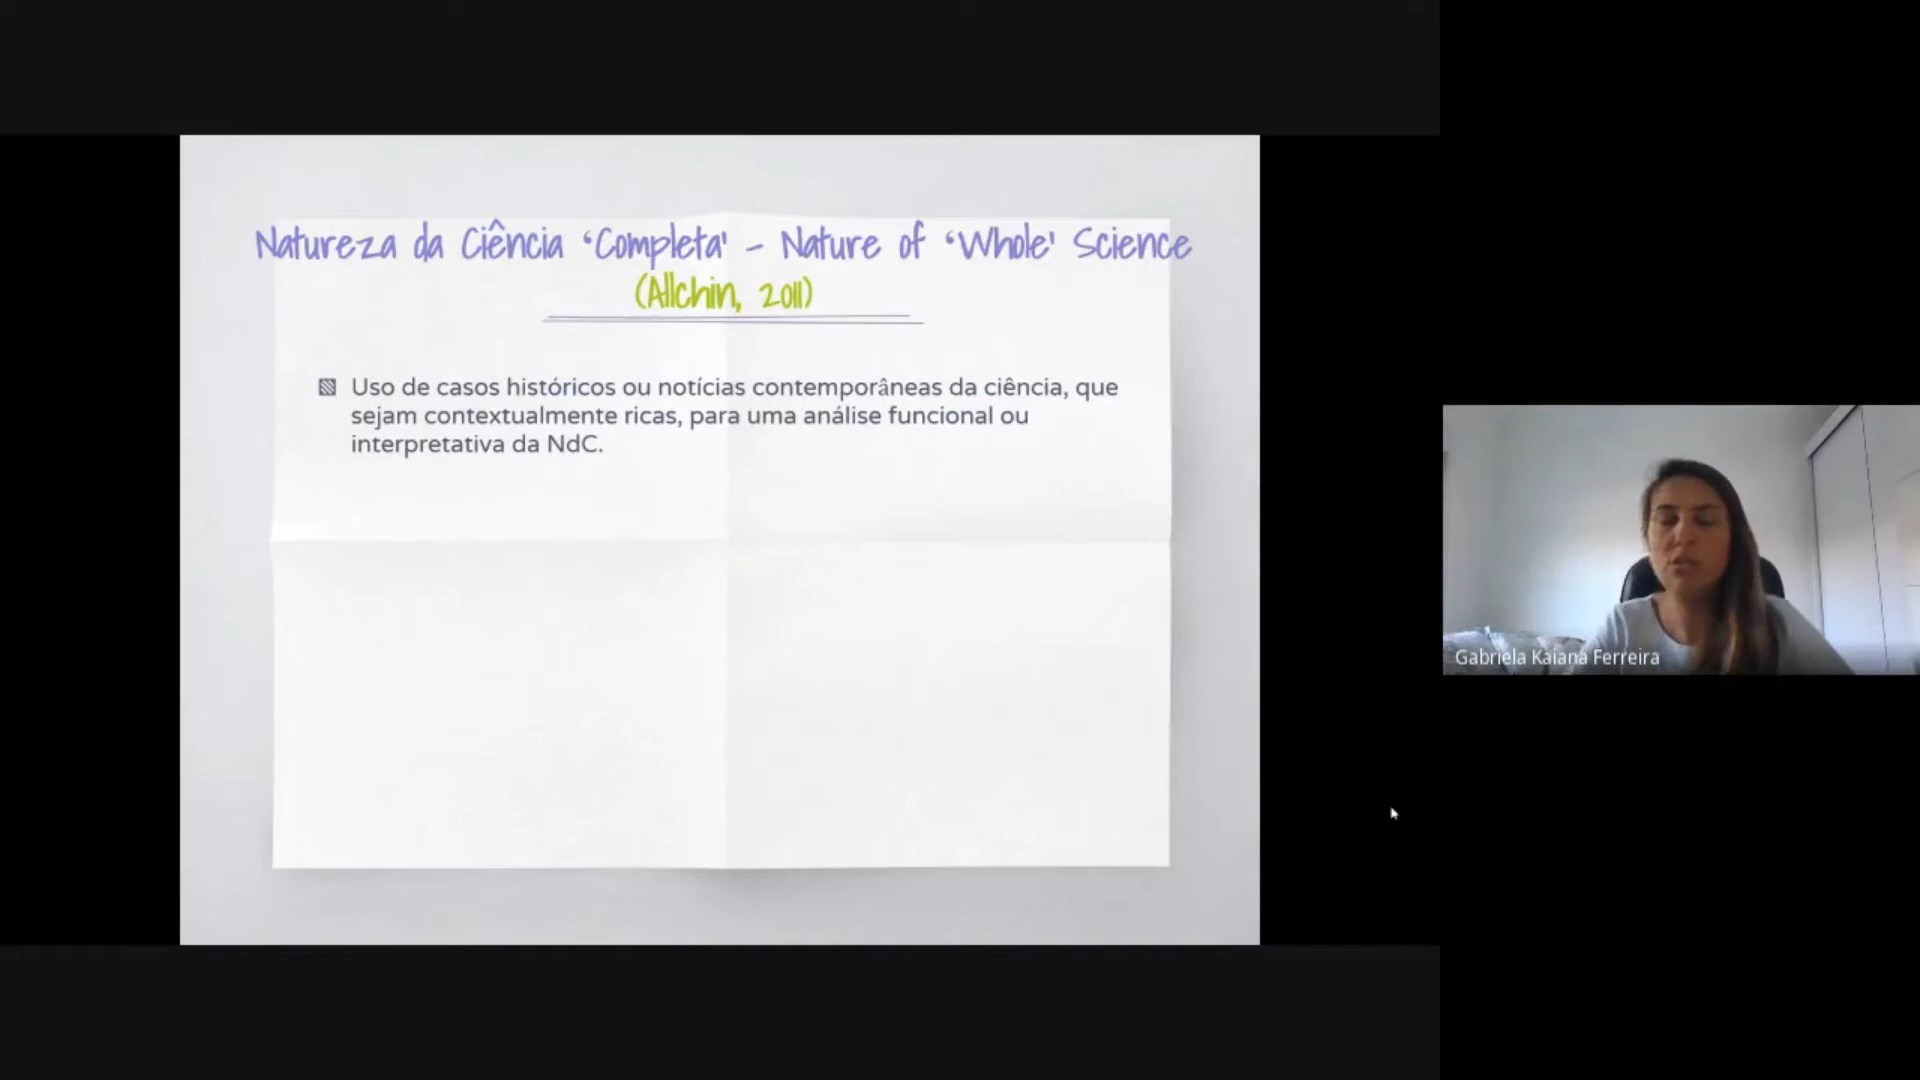 Natureza da Ciência ‘Completa' - Nature of ‘Whole' Science
(Allchin, 2011)
Uso de casos históricos ou notícias contemporâneas da ciência, que
sejam contextualmente ricas, para uma análise funcional ou
interpretativa da NdC.
Gabriela Kaiana Ferreira